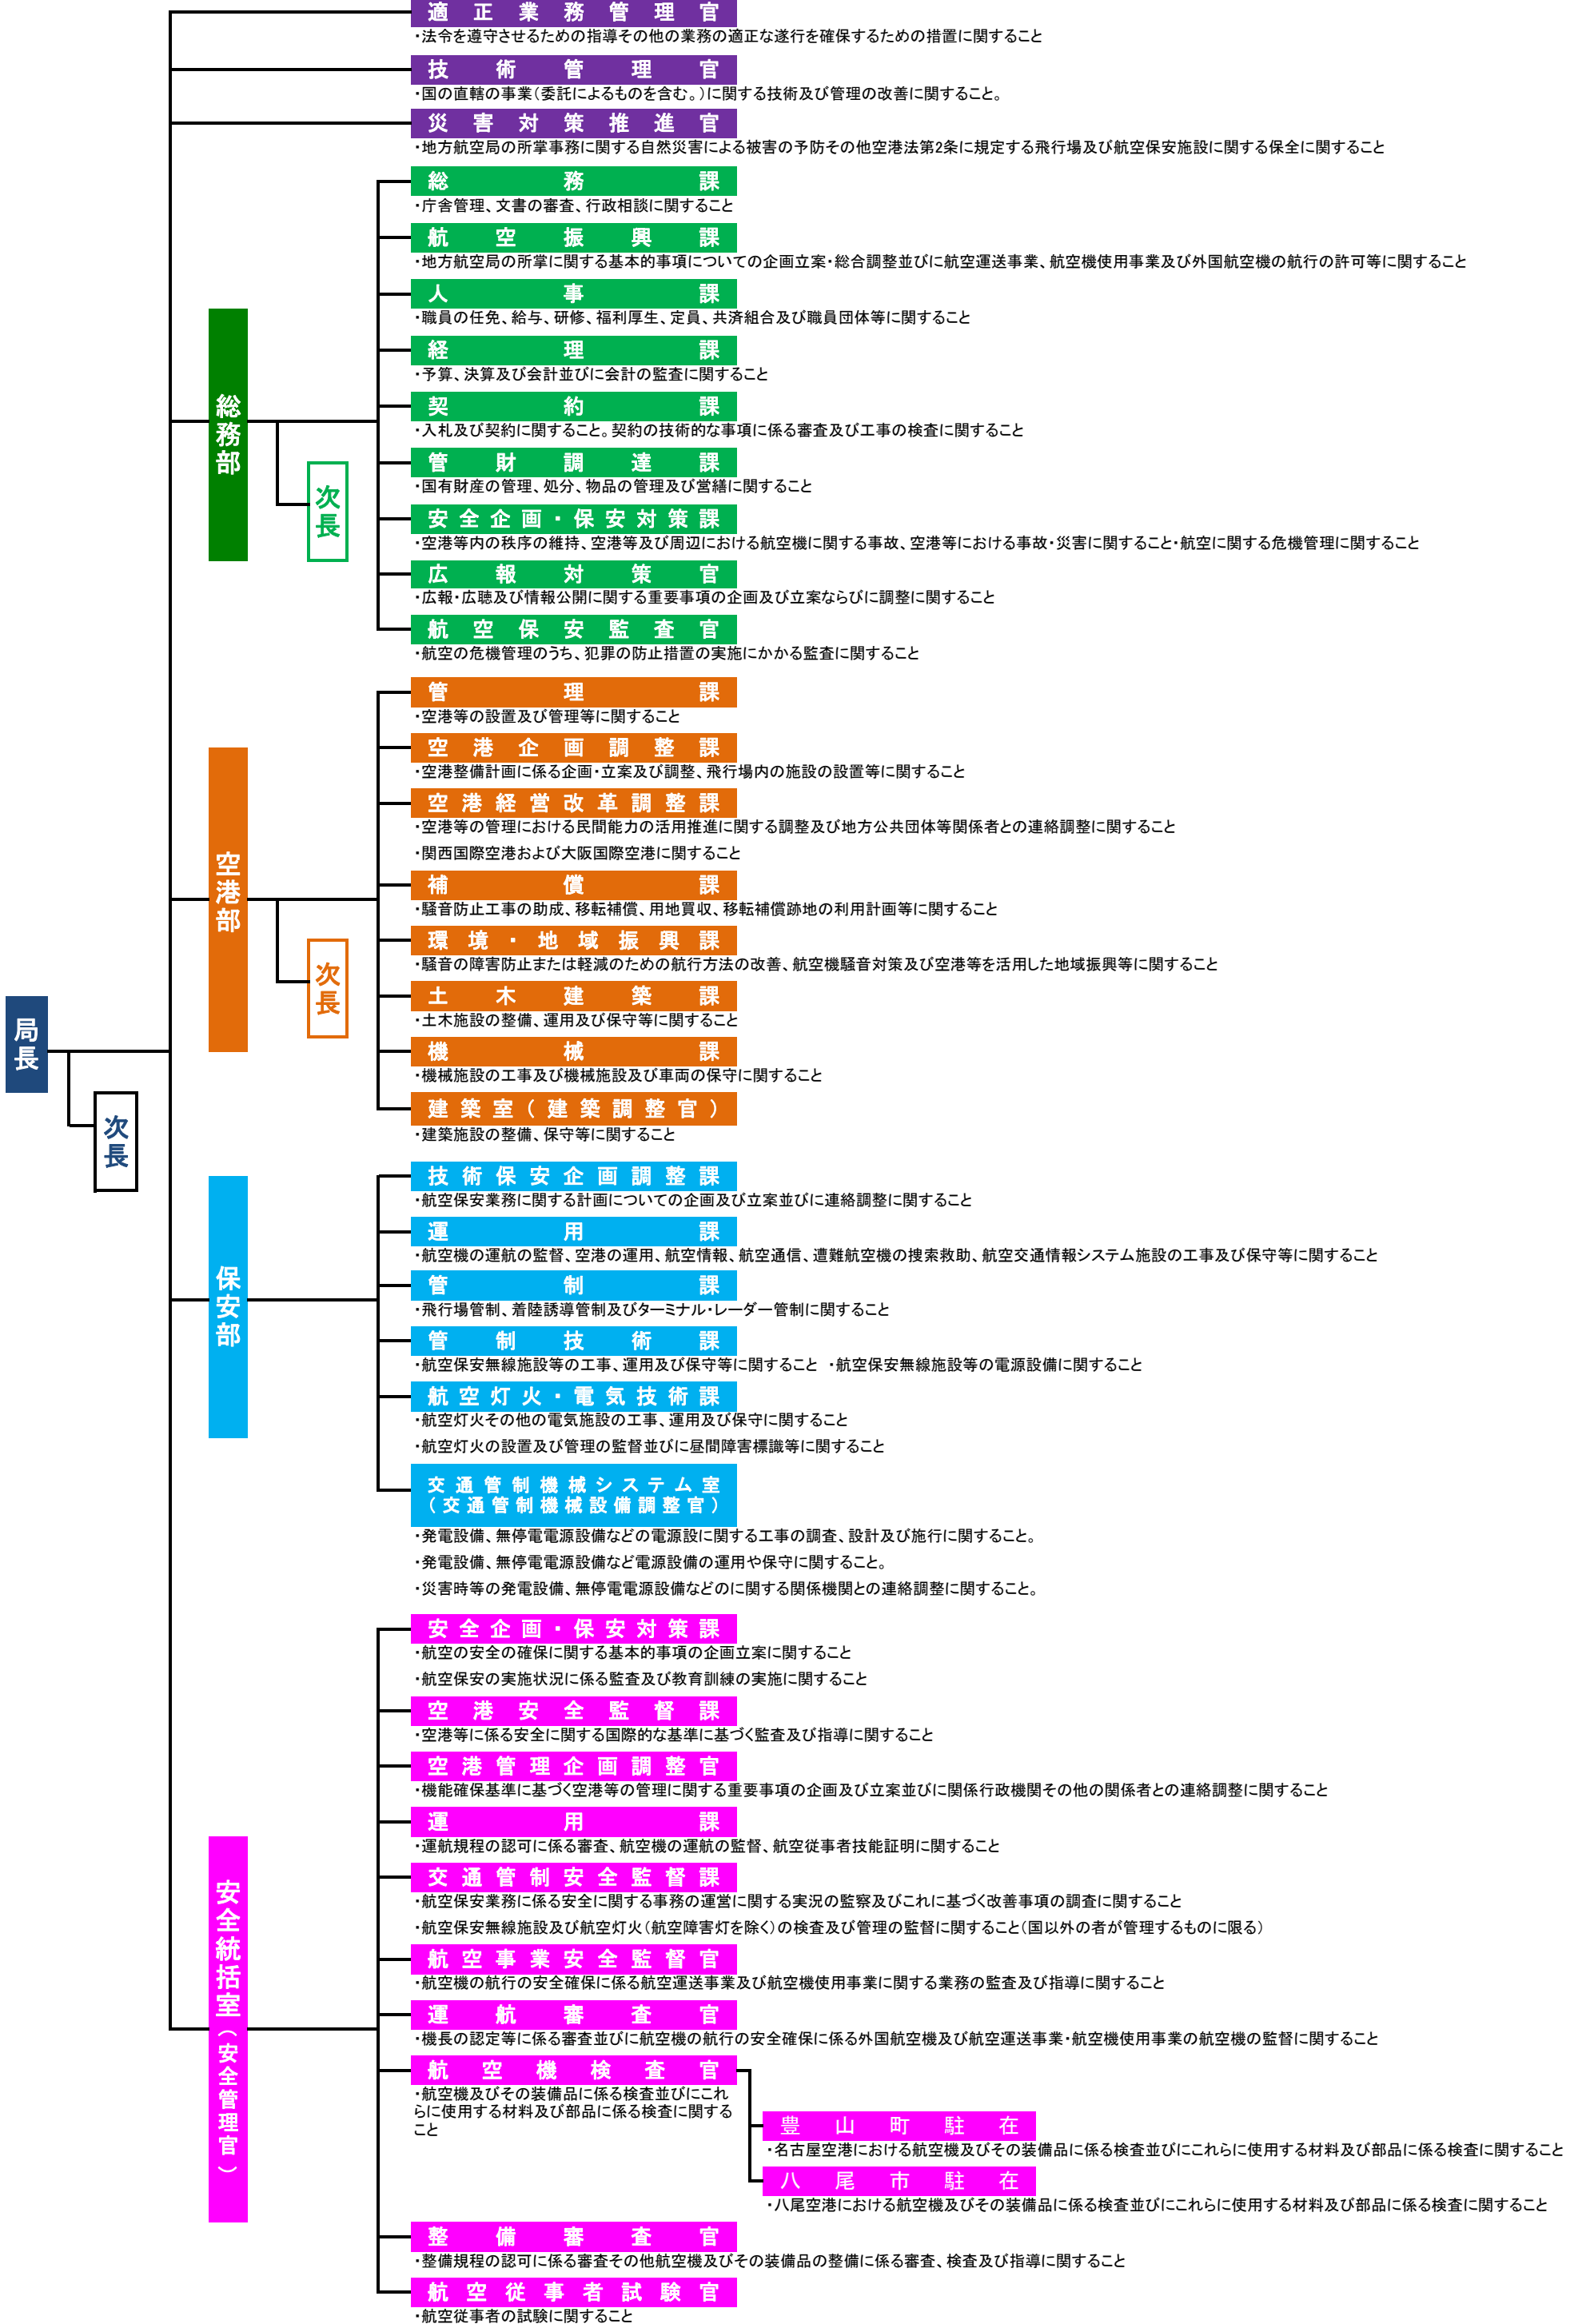 適正業務管理官
・法令を遵守させるための指導その他の業務の適正な遂行を確保するための措置に関すること
技術管理官
・国の直轄の事業(委託によるものを含む。)に関する技術及び管理の改善に関すること。
災害対策推進官
・地方航空局の所掌事務に関する自然災害による被害の予防その他空港法第2条に規定する飛行場及び航空保安施設に関する保全に関すること
総務課
・庁舎管理、文書の審査、行政相談に関すること
航空振興課
・地方航空局の所掌に関する基本的事項についての企画立案・総合調整並びに航空運送事業、航空機使用事業及び外国航空機の航行の許可等に関すること
人事課
・職員の任免、給与、研修、福利厚生、定員、共済組合及び職員団体等に関すること
経理課
・予算、決算及び会計並びに会計の監査に関すること
契約課
・入札及び契約に関すること。契約の技術的な事項に係る審査及び工事の検査に関すること
管財調達課
・国有財産の管理、処分、物品の管理及び営繕に関すること
安全企画・保安対策課
・空港等内の秩序の維持、空港等及び周辺における航空機に関する事故、空港等における事故・災害に関すること・航空に関する危機管理に関すること
広報対策官
・広報・広聴及び情報公開に関する重要事項の企画及び立案ならびに調整に関すること
航空保安監査官
・航空の危機管理のうち、犯罪の防止措置の実施にかかる監査に関すること
総務部
次長
管理課
・空港等の設置及び管理等に関すること
空港企画調整課
・空港整備計画に係る企画・立案及び調整、飛行場内の施設の設置等に関すること
空港経営改革調整課
・空港等の管理における民間能力の活用推進に関する調整及び地方公共団体等関係者との連絡調整に関すること
・関西国際空港および大阪国際空港に関すること
補償課
・騒音防止工事の助成、移転補償、用地買収、移転補償跡地の利用計画等に関すること
環境・地域振興課
・騒音の障害防止または軽減のための航行方法の改善、航空機騒音対策及び空港等を活用した地域振興等に関すること
土木建築課
・土木施設の整備、運用及び保守等に関すること
機械課
・機械施設の工事及び機械施設及び車両の保守に関すること
建築室(建築調整官)
・建築施設の整備、保守等に関すること
空港部
次長
局長
次長
技術保安企画調整課
・航空保安業務に関する計画についての企画及び立案並びに連絡調整に関すること
運用課
・航空機の運航の監督、空港の運用、航空情報、航空通信、遭難航空機の捜索救助、航空交通情報システム施設の工事及び保守等に関すること
管制課
・飛行場管制、着陸誘導管制及びターミナル・レーダー管制に関すること
管制技術課
・航空保安無線施設等の工事、運用及び保守等に関すること ・航空保安無線施設等の電源設備に関すること
航空灯火・電気技術課
・航空灯火その他の電気施設の工事、運用及び保守に関すること
・航空灯火の設置及び管理の監督並びに昼間障害標識等に関すること
交通管制機械システム室
(交通管制機械設備調整官)
・発電設備、無停電電源設備などの電源設に関する工事の調査、設計及び施行に関すること。
・発電設備、無停電電源設備など電源設備の運用や保守に関すること。
・災害時等の発電設備、無停電電源設備などのに関する関係機関との連絡調整に関すること。
保安部
安全企画・保安対策課
・航空の安全の確保に関する基本的事項の企画立案に関すること
・航空保安の実施状況に係る監査及び教育訓練の実施に関すること
空港安全監督課
・空港等に係る安全に関する国際的な基準に基づく監査及び指導に関すること
空港管理企画調整官
・機能確保基準に基づく空港等の管理に関する重要事項の企画及び立案並びに関係行政機関その他の関係者との連絡調整に関すること
運用課
・運航規程の認可に係る審査、航空機の運航の監督、航空従事者技能証明に関すること
交通管制安全監督課
・航空保安業務に係る安全に関する事務の運営に関する実況の監察及びこれに基づく改善事項の調査に関すること
・航空保安無線施設及び航空灯火(航空障害灯を除く)の検査及び管理の監督に関すること(国以外の者が管理するものに限る)
航空事業安全監督官
・航空機の航行の安全確保に係る航空運送事業及び航空機使用事業に関する業務の監査及び指導に関すること
運航審査官
・機長の認定等に係る審査並びに航空機の航行の安全確保に係る外国航空機及び航空運送事業・航空機使用事業の航空機の監督に関すること
航空機検査官
・航空機及びその装備品に係る検査並びにこれ
らに使用する材料及び部品に係る検査に関する
こと
豊山町駐在
・名古屋空港における航空機及びその装備品に係る検査並びにこれらに使用する材料及び部品に係る検査に関すること
八尾市駐在
・八尾空港における航空機及びその装備品に係る検査並びにこれらに使用する材料及び部品に係る検査に関すること
整備審査官
・整備規程の認可に係る審査その他航空機及びその装備品の整備に係る審査、検査及び指導に関すること
航空従事者試験官
・航空従事者の試験に関すること
安全統括室(安全管理官)